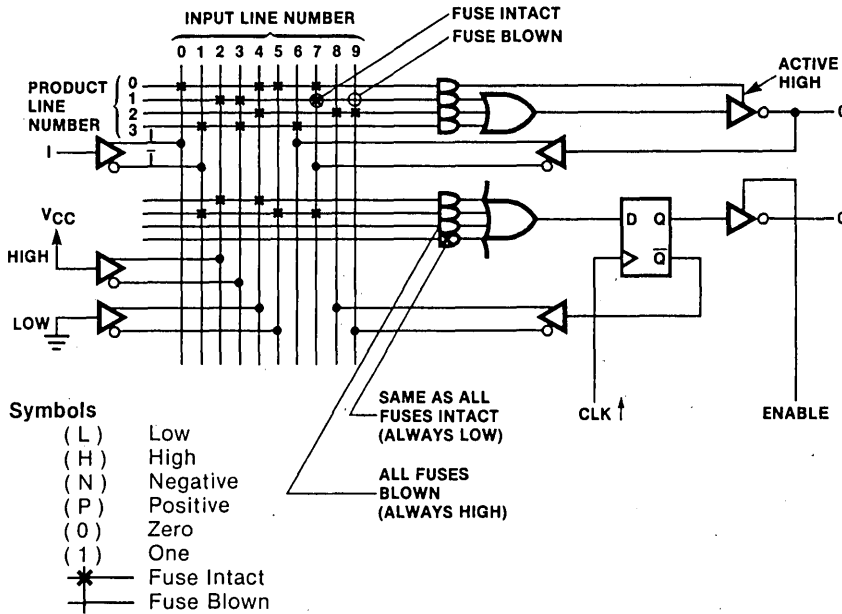 INPUT LINE NUMBER
0 1 2 3 4 5 6 7 8 9
FUSE INTACT
FUSE BLOWN
ACTIVE
HIGH
PRODUCT
LINE
NUMBER
0
1
2
3
I
VCC
HIGH
LOW
D Q
Q̅
SAME AS ALL
FUSES INTACT
(ALWAYS LOW)
CLK ↑
ENABLE
ALL FUSES
BLOWN
(ALWAYS HIGH)
Symbols
( L ) Low
( H ) High
( N ) Negative
( P ) Positive
( 0 ) Zero
( 1 ) One
Fuse Intact
Fuse Blown